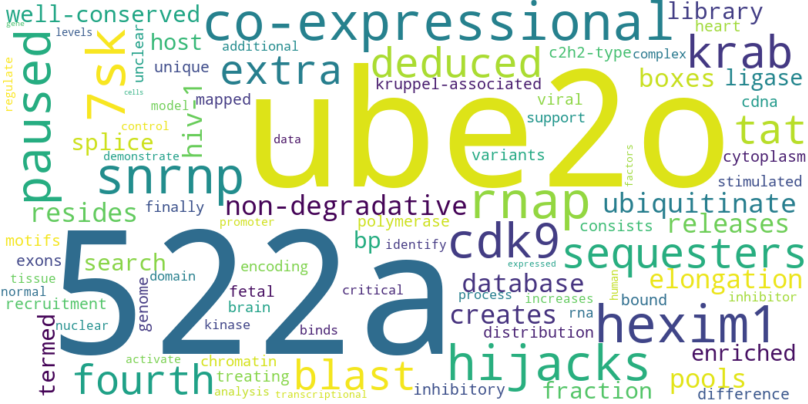 well-conserved co-expressional library
gene levels additional heart
paused 7sk unclear host extra deduced c2h2-type complex krab
unique kruppel-associated boxes ligase
regulate hiv-1 mapped ube2o viral cdna
model support tat
control splice data variants factors cytoplasm
cells demonstrate
snrnp stimulated
resides finally non-degradative rnap ubiquitinate
promoter polymerase consists releases
motifs 522a bp identify cdk9 sequesters
exons search encoding expressed
tissue domain database human elongation
normal genome fetal critical process increases bound inhibitor
recruitment brain
nuclear kinase binds creates rna hexim1
termed distribution
activate chromatin hijacks enriched
fourth treating blast inhibitory fraction pools
analysis transcriptional difference